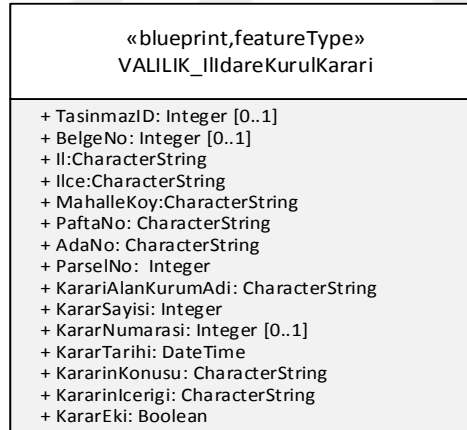 «blueprint,featureType»
VALILIK_IlIdareKurulKarari
+ TasinmazID: Integer [0..1]
+ BelgeNo: Integer [0..1]
+ Il:CharacterString
+ Ilce:CharacterString
+ MahalleKoy:CharacterString
+ PaftaNo: CharacterString
+ AdaNo: CharacterString
+ ParselNo:  Integer
+ KarariAlanKurumAdi: CharacterString
+ KararSayisi: Integer
+ KararNumarasi: Integer [0..1]
+ KararTarihi: DateTime
+ KararinKonusu: CharacterString
+ KararinIcerigi: CharacterString
+ KararEki: Boolean